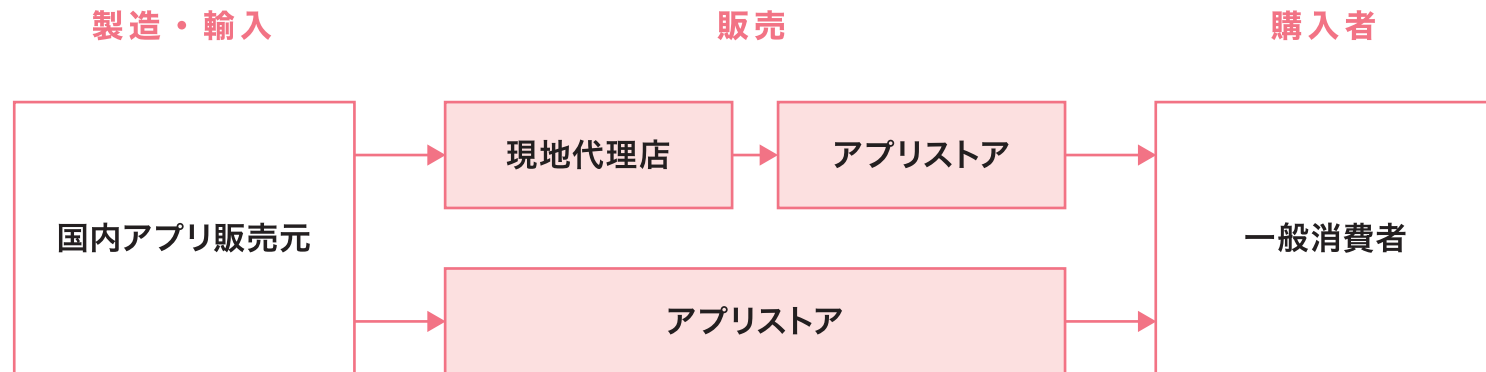 製造・輸入
販売
購入者
現地代理店
アプリストア
国内アプリ販売元
一般消費者
アプリストア